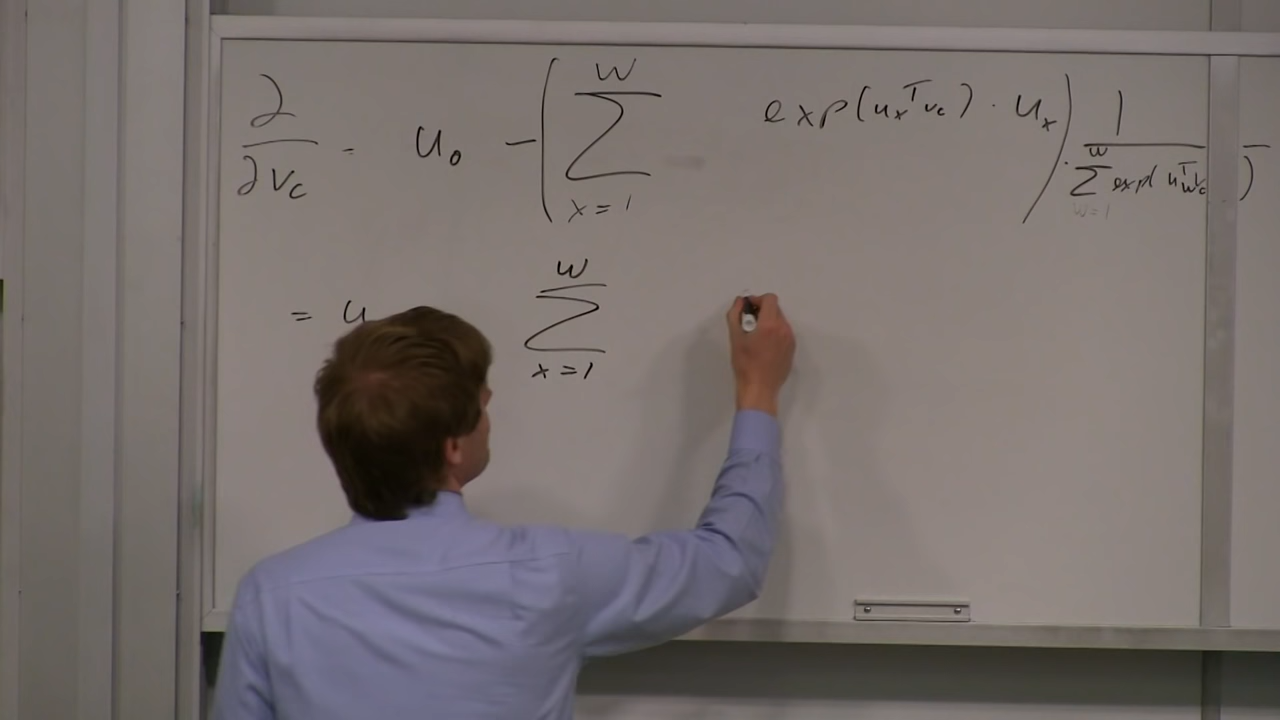 ∂/∂v_c = u_o - ( Σ_{x=1}^{W} exp(u_x^T v_c) · u_x ) · 1 / ( Σ_{w=1}^{W} exp(u_w^T v_c) )
= u Σ_{x=1}^{W}